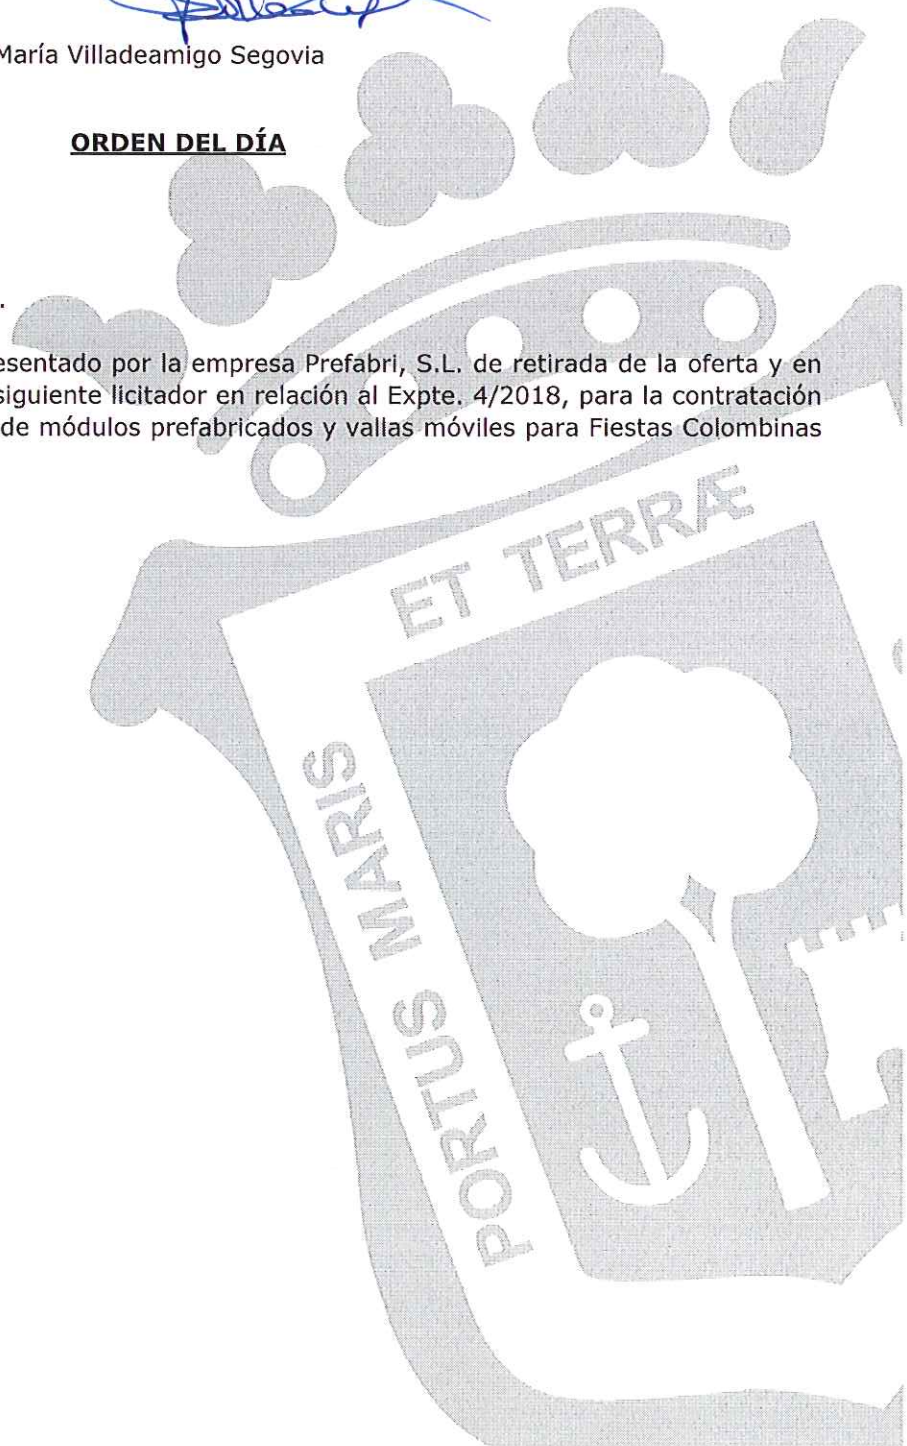 María Villadeamigo Segovia
ORDEN DEL DÍA
.
esentado por la empresa Prefabri, S.L. de retirada de la oferta y en
siguiente licitador en relación al Expte. 4/2018, para la contratación
de módulos prefabricados y vallas móviles para Fiestas Colombinas
ET TERRÆ
PORTUS MARIS